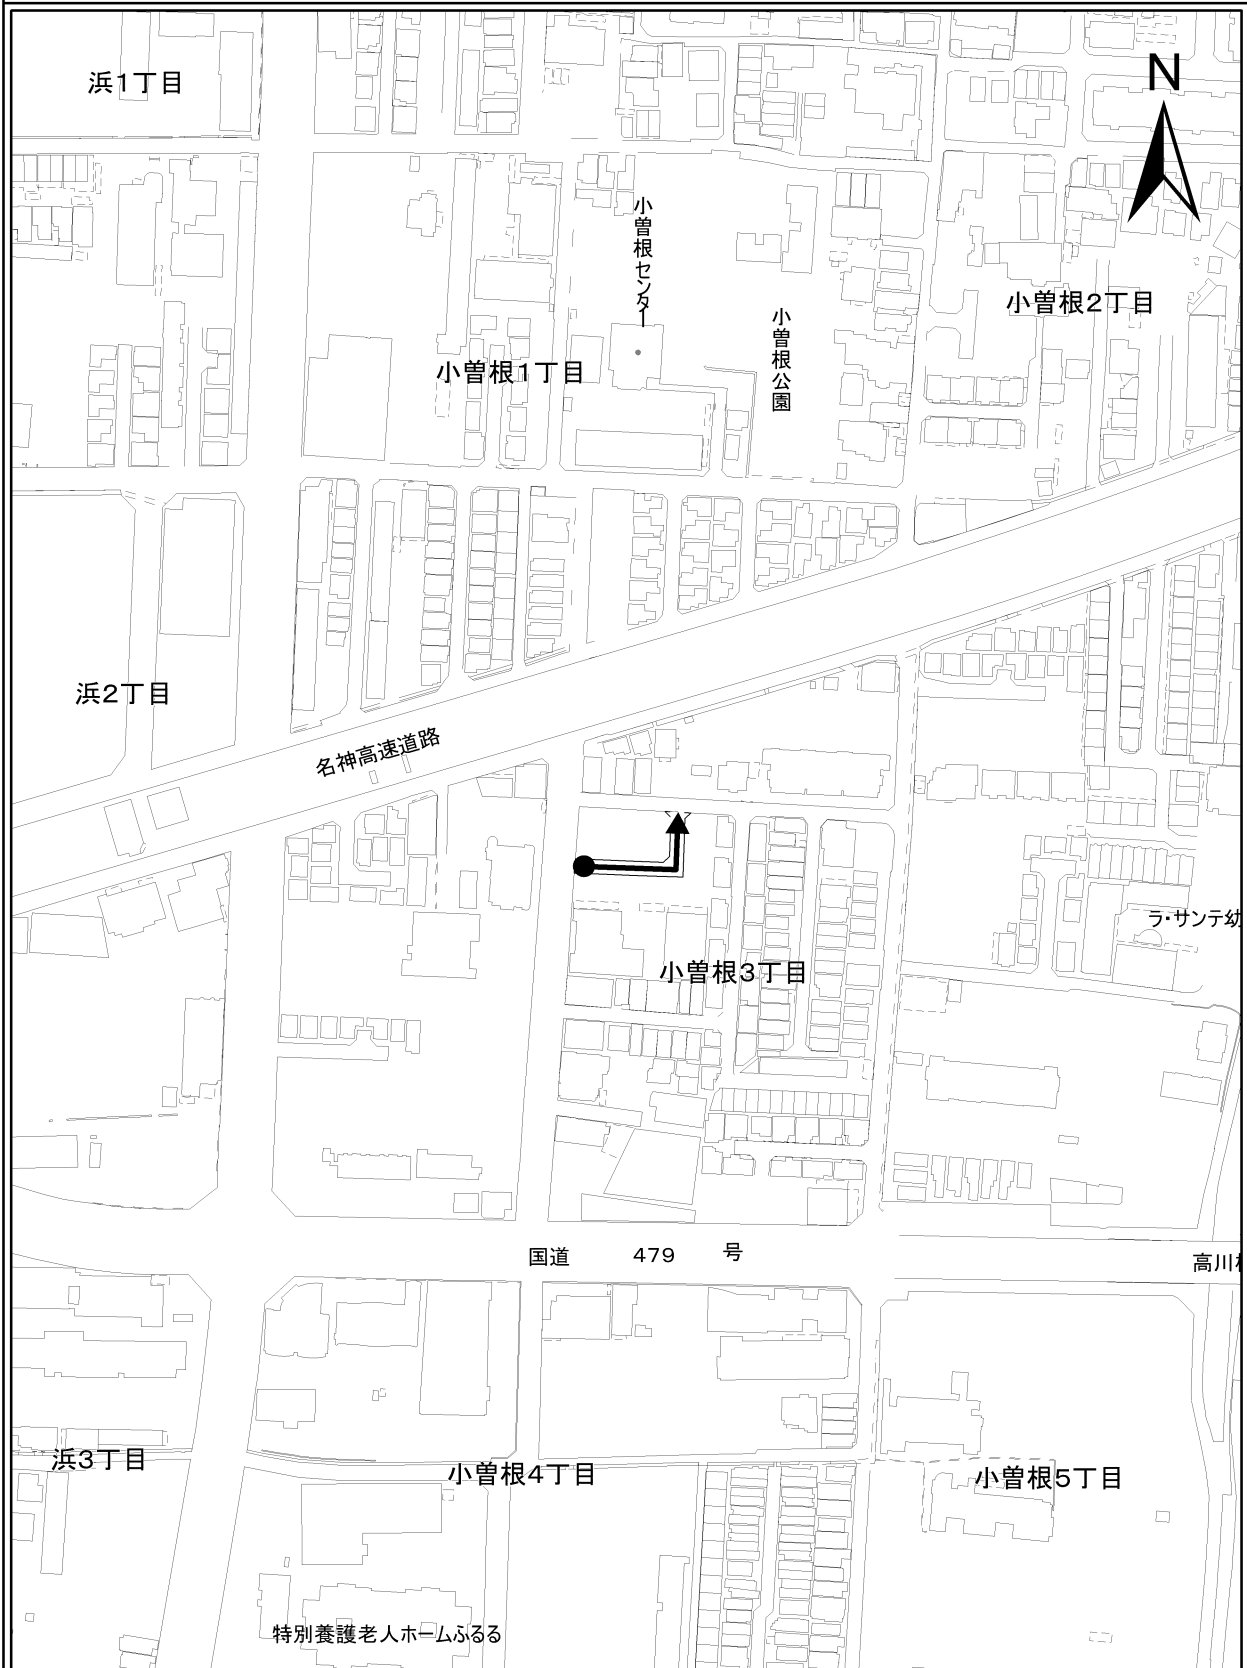 浜1丁目
N
小曽根センター
小曽根2丁目
小曽根公園
小曽根1丁目
浜2丁目
名神高速道路
ラ・サンテ幼
小曽根3丁目
国道 479 号
高川
浜3丁目
小曽根4丁目
小曽根5丁目
特別養護老人ホームふるる